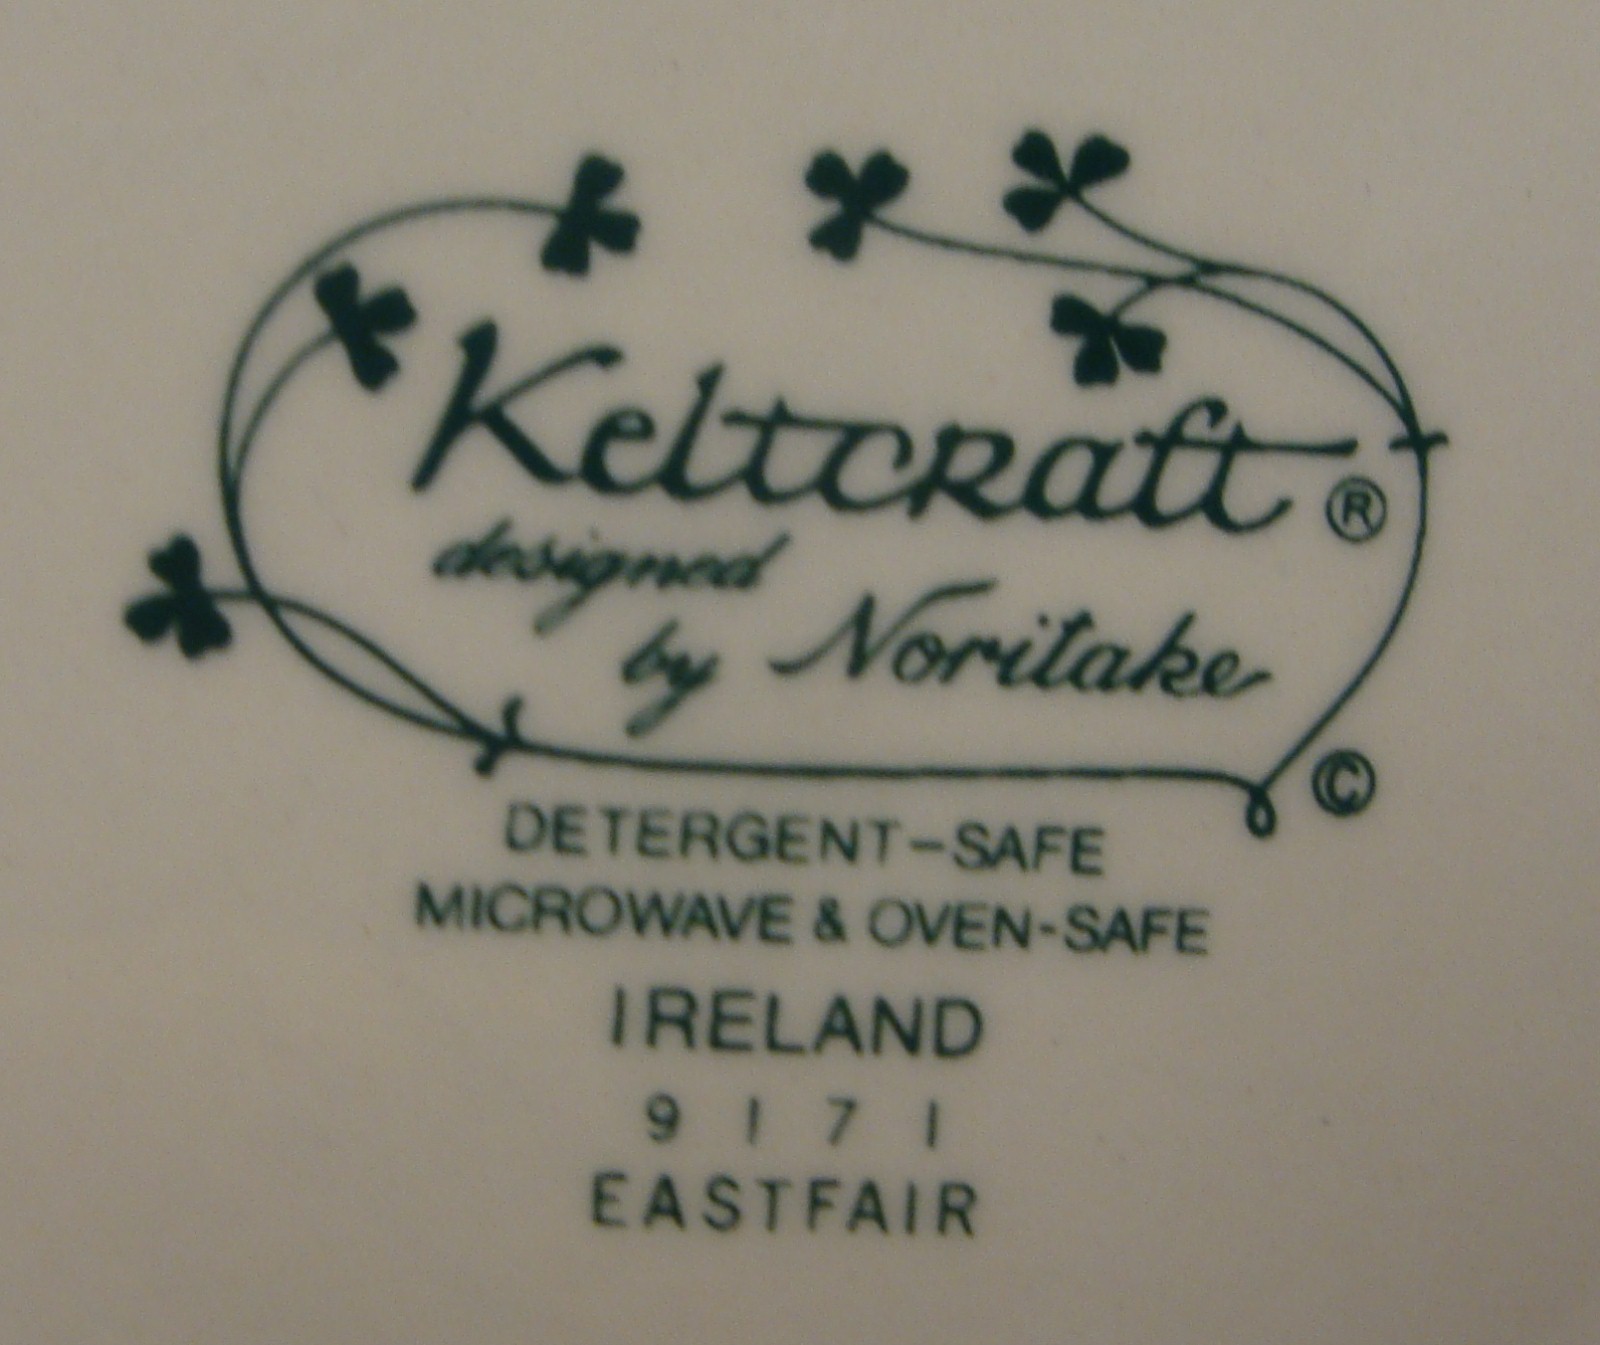 Keltcraft ®
designed
by Noritake
©
DETERGENT-SAFE
MICROWAVE & OVEN-SAFE
IRELAND
9171
EASTFAIR